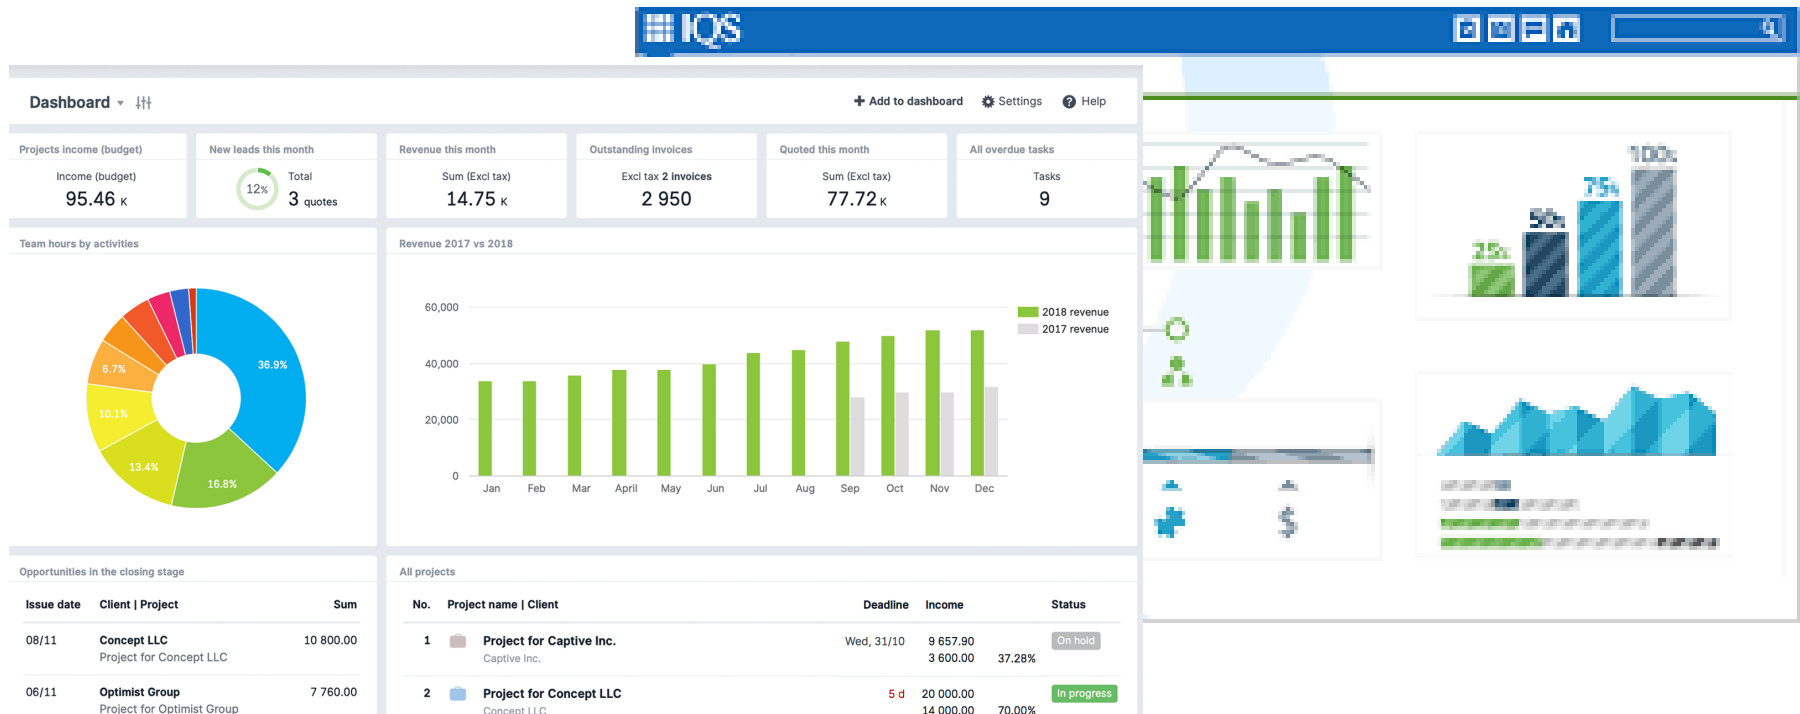 IQS
Dashboard
Add to dashboard Settings Help
Projects income (budget)
Income (budget)
95.46 K
New leads this month
12%
Total
3 quotes
Revenue this month
Sum (Excl tax)
14.75 K
Outstanding invoices
Excl tax 2 invoices
2 950
Quoted this month
Sum (Excl tax)
77.72 K
All overdue tasks
Tasks
9
Team hours by activities
36.9%
16.8%
13.4%
10.1%
6.7%
Revenue 2017 vs 2018
60,000
40,000
20,000
0
Jan Feb Mar April May Jun Jul Aug Sep Oct Nov Dec
2018 revenue
2017 revenue
25%
50%
75%
100%
$
Opportunities in the closing stage
Issue date Client | Project Sum
08/11 Concept LLC 10 800.00
Project for Concept LLC
06/11 Optimist Group 7 760.00
Project for Optimist Group
All projects
No. Project name | Client Deadline Income Status
1 Project for Captive Inc. Wed, 31/10 9 657.90 On hold
Captive Inc. 3 600.00 37.28%
2 Project for Concept LLC 5 d 20 000.00 In progress
Concept LLC 14 000.00 70.00%